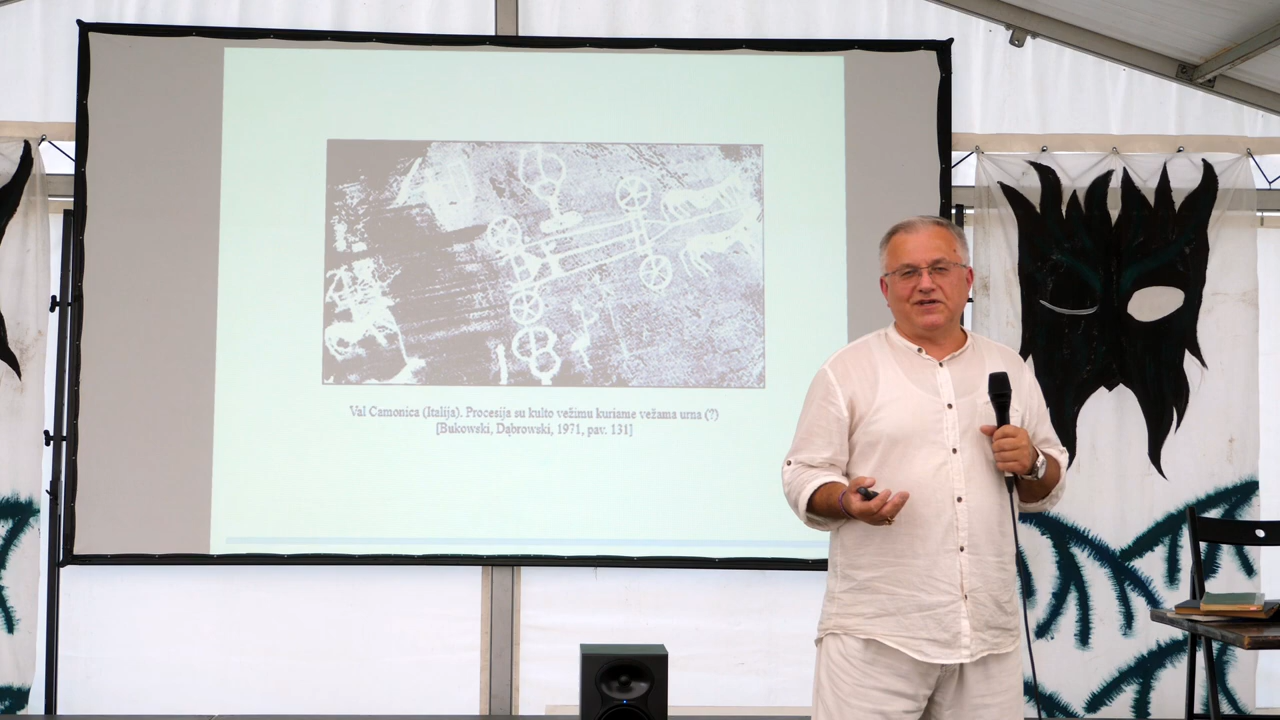 Val Camonica (Italija). Procesija su kulto vežimu kuriame vežama urna (?)
[Bukowski, Dąbrowski, 1971, pav. 131]